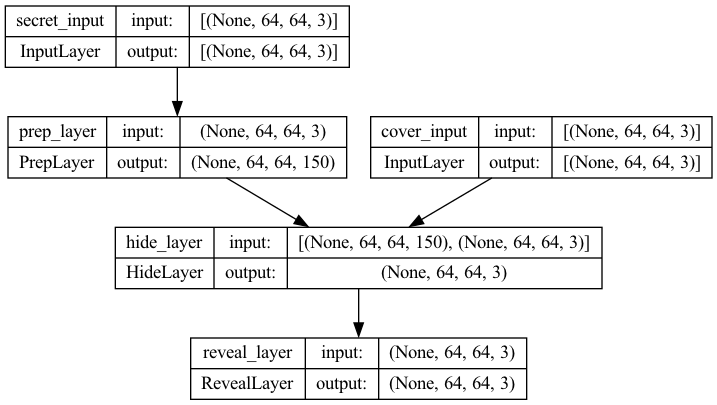 secret_input input: [(None, 64, 64, 3)]
InputLayer output: [(None, 64, 64, 3)]
prep_layer input: (None, 64, 64, 3)
PrepLayer output: (None, 64, 64, 150)
cover_input input: [(None, 64, 64, 3)]
InputLayer output: [(None, 64, 64, 3)]
hide_layer input: [(None, 64, 64, 150), (None, 64, 64, 3)]
HideLayer output: (None, 64, 64, 3)
reveal_layer input: (None, 64, 64, 3)
RevealLayer output: (None, 64, 64, 3)